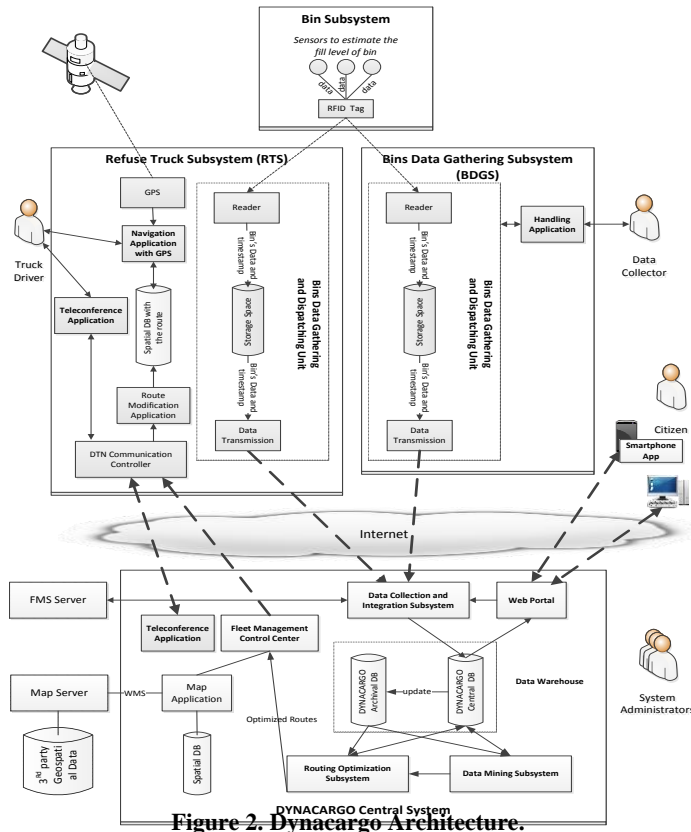 Bin Subsystem
Sensors to estimate the
fill level of bin
data
data
data
RFID Tag
Refuse Truck Subsystem (RTS)
Bins Data Gathering Subsystem
(BDGS)
GPS
Reader
Reader
Handling
Application
Navigation
Application
with GPS
Truck
Driver
Data
Collector
Bin's Data and
timestamp
Bin's Data and
timestamp
Teleconference
Application
Spatial DB with
the route
Storage Space
Bins Data Gathering
and Dispatching Unit
Storage Space
Bins Data Gathering
and Dispatching Unit
Bin's Data and
timestamp
Bin's Data and
timestamp
Route
Modification
Application
Citizen
Smartphone
App
DTN Communication
Controller
Data
Transmission
Data
Transmission
Internet
FMS Server
Data Collection and
Integration Subsystem
Web Portal
Teleconference
Application
Fleet Management
Control Center
Data Warehouse
DYNACARGO
Archival DB
update
DYNACARGO
Central DB
System
Administrators
Map Server
WMS
Map
Application
Optimized Routes
3rd party
Geospati
al Data
Spatial DB
Routing Optimization
Subsystem
Data Mining Subsystem
DYNACARGO Central System
Figure 2. Dynacargo Architecture.